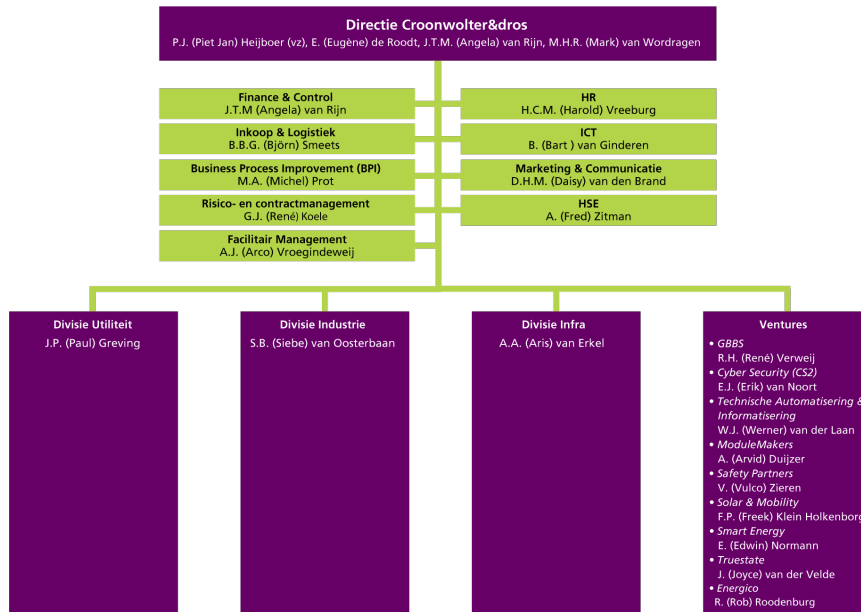 Directie Croonwolter&dros
P.J. (Piet Jan) Heijboer (vz), E. (Eugène) de Roodt, J.T.M. (Angela) van Rijn, M.H.R. (Mark) van Wordragen
Finance & Control
J.T.M (Angela) van Rijn
HR
H.C.M. (Harold) Vreeburg
Inkoop & Logistiek
B.B.G. (Björn) Smeets
ICT
B. (Bart ) van Ginderen
Business Process Improvement (BPI)
M.A. (Michel) Prot
Marketing & Communicatie
D.H.M. (Daisy) van den Brand
Risico- en contractmanagement
G.J. (René) Koele
HSE
A. (Fred) Zitman
Facilitair Management
A.J. (Arco) Vroegindeweij
Divisie Utiliteit
J.P. (Paul) Greving
Divisie Industrie
S.B. (Siebe) van Oosterbaan
Divisie Infra
A.A. (Aris) van Erkel
Ventures
• GBBS
R.H. (René) Verweij
• Cyber Security (CS2)
E.J. (Erik) van Noort
• Technische Automatisering &
Informatisering
W.J. (Werner) van der Laan
• ModuleMakers
A. (Arvid) Duijzer
• Safety Partners
V. (Vulco) Zieren
• Solar & Mobility
F.P. (Freek) Klein Holkenborg
• Smart Energy
E. (Edwin) Normann
• Truestate
J. (Joyce) van der Velde
• Energico
R. (Rob) Roodenburg